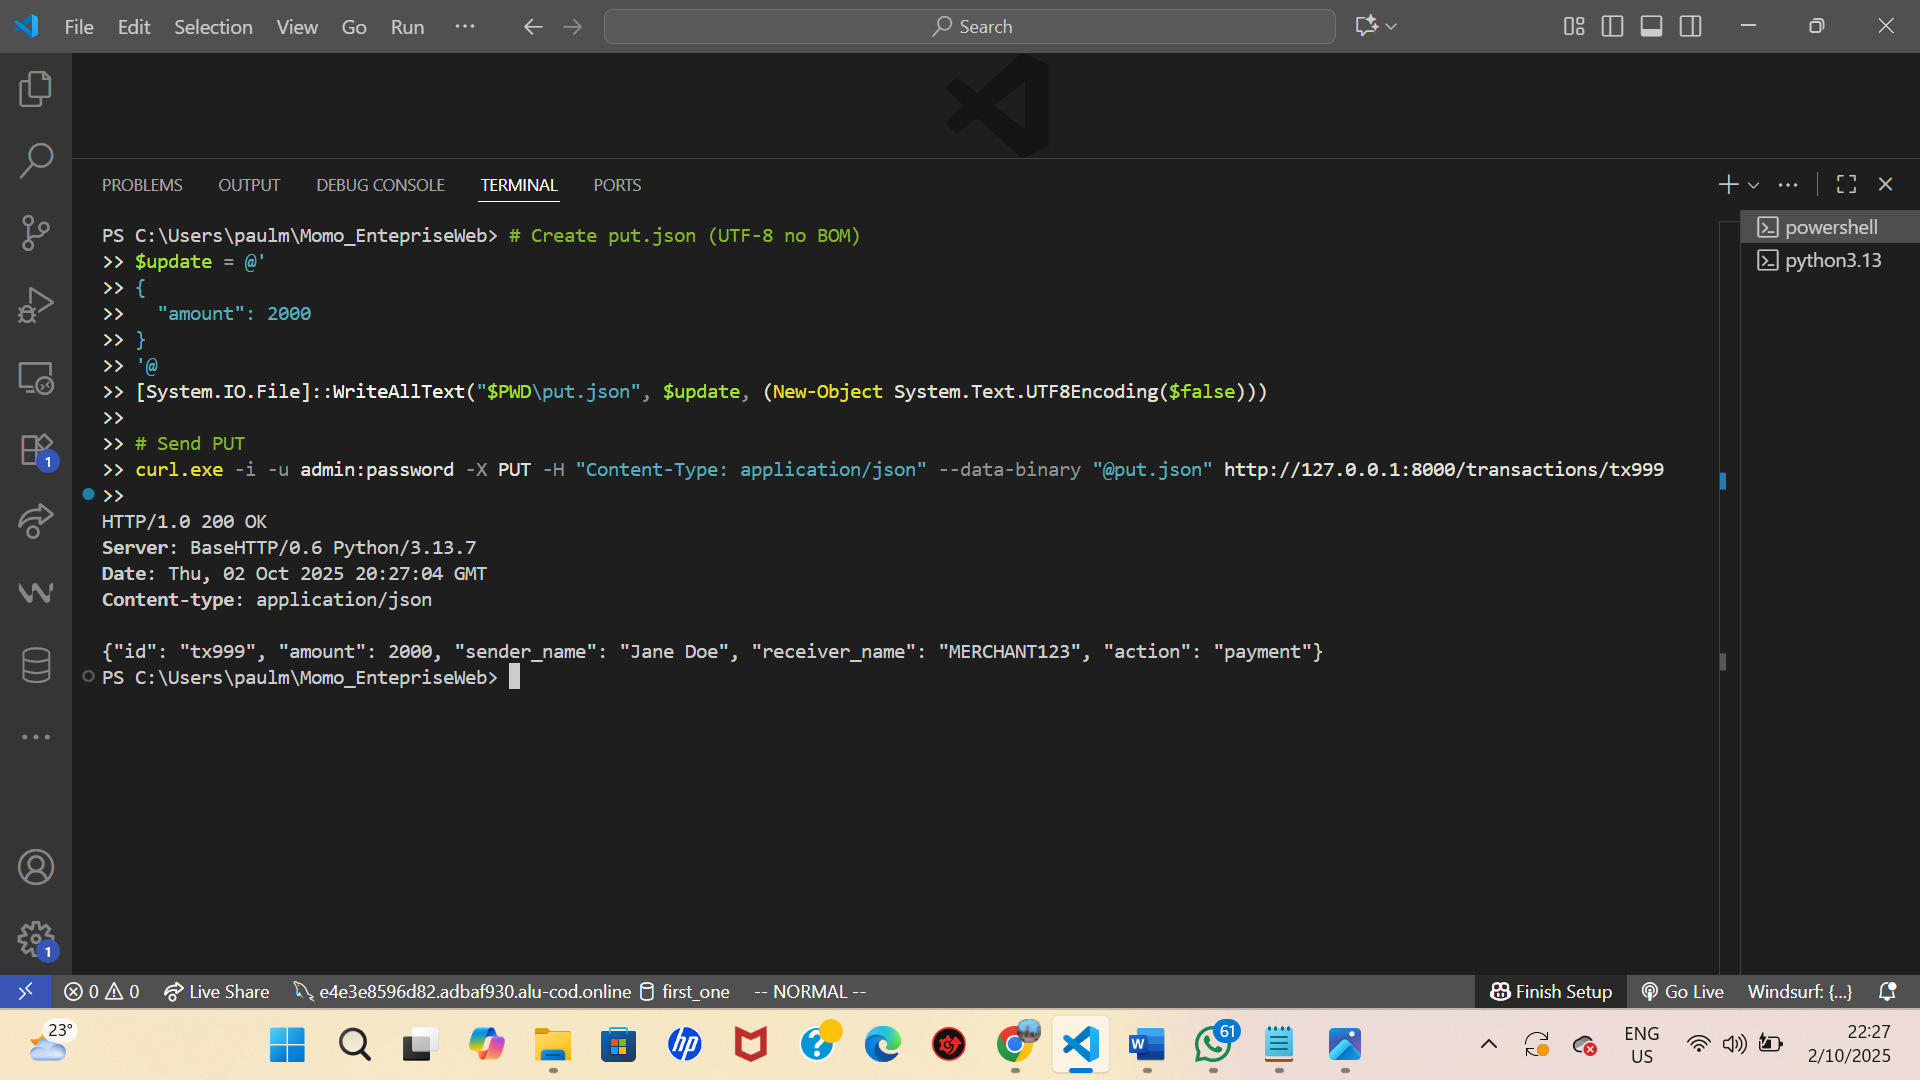 File Edit Selection View Go Run ...
Search
PROBLEMS OUTPUT DEBUG CONSOLE TERMINAL PORTS
powershell
python3.13
PS C:\Users\paulm\Momo_EntepriseWeb> # Create put.json (UTF-8 no BOM)
>> $update = @'
>> {
>>   "amount": 2000
>> }
>> '@
>> [System.IO.File]::WriteAllText("$PWD\put.json", $update, (New-Object System.Text.UTF8Encoding($false)))
>>
>> # Send PUT
>> curl.exe -i -u admin:password -X PUT -H "Content-Type: application/json" --data-binary "@put.json" http://127.0.0.1:8000/transactions/tx999
>>
HTTP/1.0 200 OK
Server: BaseHTTP/0.6 Python/3.13.7
Date: Thu, 02 Oct 2025 20:27:04 GMT
Content-type: application/json
{"id": "tx999", "amount": 2000, "sender_name": "Jane Doe", "receiver_name": "MERCHANT123", "action": "payment"}
PS C:\Users\paulm\Momo_EntepriseWeb>
1
1
0 0 Live Share e4e3e8596d82.adbaf930.alu-cod.online first_one -- NORMAL -- Finish Setup Go Live Windsurf: {...}
23°
hp
W
61
ENG
US
22:27
2/10/2025